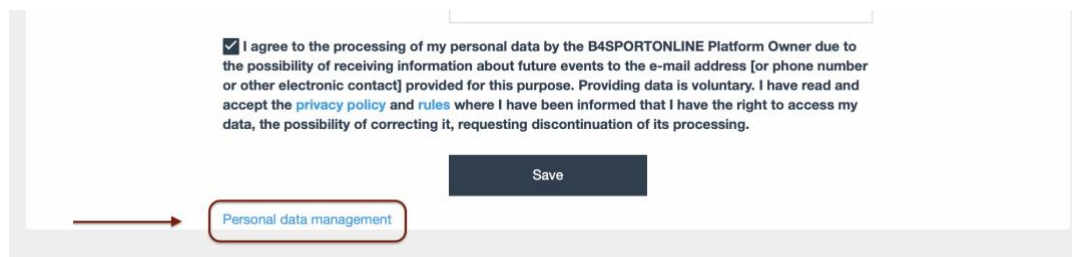 I agree to the processing of my personal data by the B4SPORTONLINE Platform Owner due to
the possibility of receiving information about future events to the e-mail address [or phone number
or other electronic contact] provided for this purpose. Providing data is voluntary. I have read and
accept the privacy policy and rules where I have been informed that I have the right to access my
data, the possibility of correcting it, requesting discontinuation of its processing.
Save
Personal data management